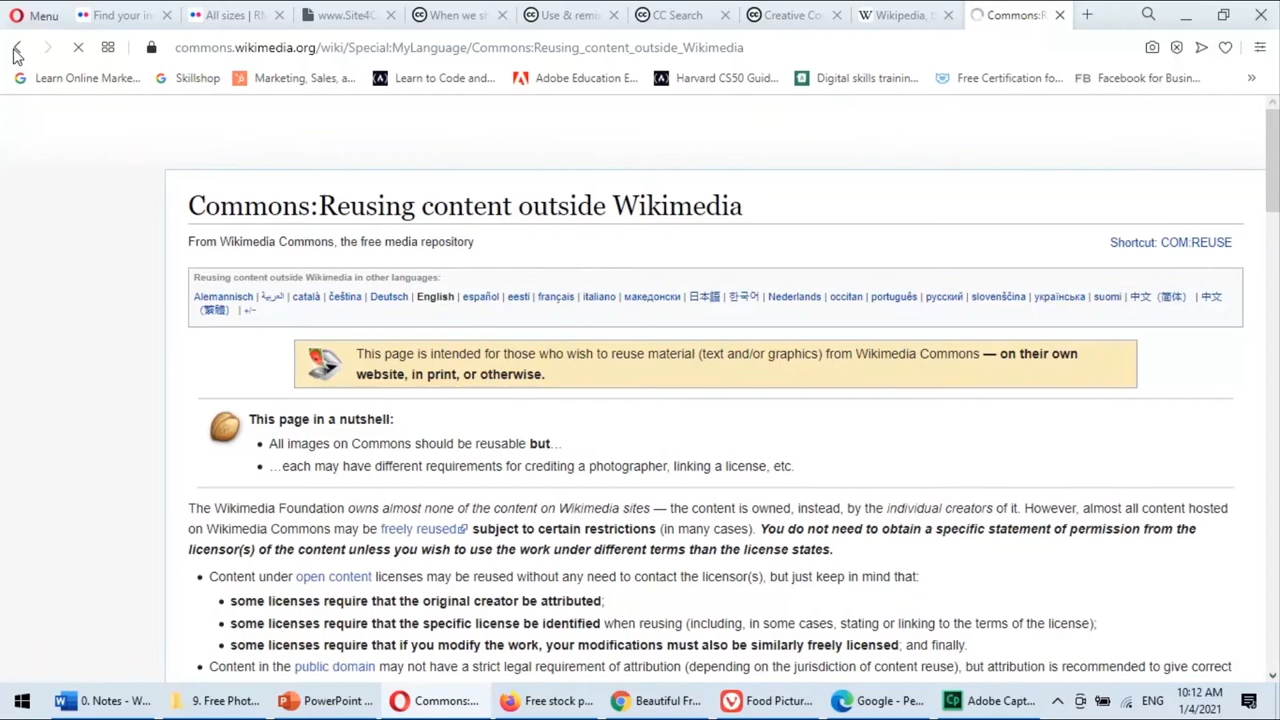 Menu
Find your in
All sizes | RM
www.Site4C
When we sh
Use & remi
CC Search
Creative Co
Wikipedia, t
Commons:R
commons.wikimedia.org/wiki/Special:MyLanguage/Commons:Reusing_content_outside_Wikimedia
Learn Online Marke...
Skillshop
Marketing, Sales, a...
Learn to Code and...
Adobe Education E...
Harvard CS50 Guid...
Digital skills trainin...
Free Certification fo...
FB Facebook for Busin...
Commons:Reusing content outside Wikimedia
From Wikimedia Commons, the free media repository
Shortcut: COM:REUSE
Reusing content outside Wikimedia in other languages:
Alemannisch | العربية | català | čeština | Deutsch | English | español | eesti | français | italiano | македонски | 日本語 | 한국어 | Nederlands | occitan | português | русский | slovenščina | українська | suomi | 中文（简体） | 中文
（繁體） | +/−
This page is intended for those who wish to reuse material (text and/or graphics) from Wikimedia Commons — on their own
website, in print, or otherwise.
This page in a nutshell:
• All images on Commons should be reusable but…
• …each may have different requirements for crediting a photographer, linking a license, etc.
The Wikimedia Foundation owns almost none of the content on Wikimedia sites — the content is owned, instead, by the individual creators of it. However, almost all content hosted
on Wikimedia Commons may be freely reused subject to certain restrictions (in many cases). You do not need to obtain a specific statement of permission from the
licensor(s) of the content unless you wish to use the work under different terms than the license states.
• Content under open content licenses may be reused without any need to contact the licensor(s), but just keep in mind that:
• some licenses require that the original creator be attributed;
• some licenses require that the specific license be identified when reusing (including, in some cases, stating or linking to the terms of the license);
• some licenses require that if you modify the work, your modifications must also be similarly freely licensed; and finally.
• Content in the public domain may not have a strict legal requirement of attribution (depending on the jurisdiction of content reuse), but attribution is recommended to give correct
0. Notes - W...
9. Free Phot...
PowerPoint ...
Commons:...
Free stock p...
Beautiful Fr...
Food Pictur...
Google - Pe...
Adobe Capt...
ENG
10:12 AM
1/4/2021